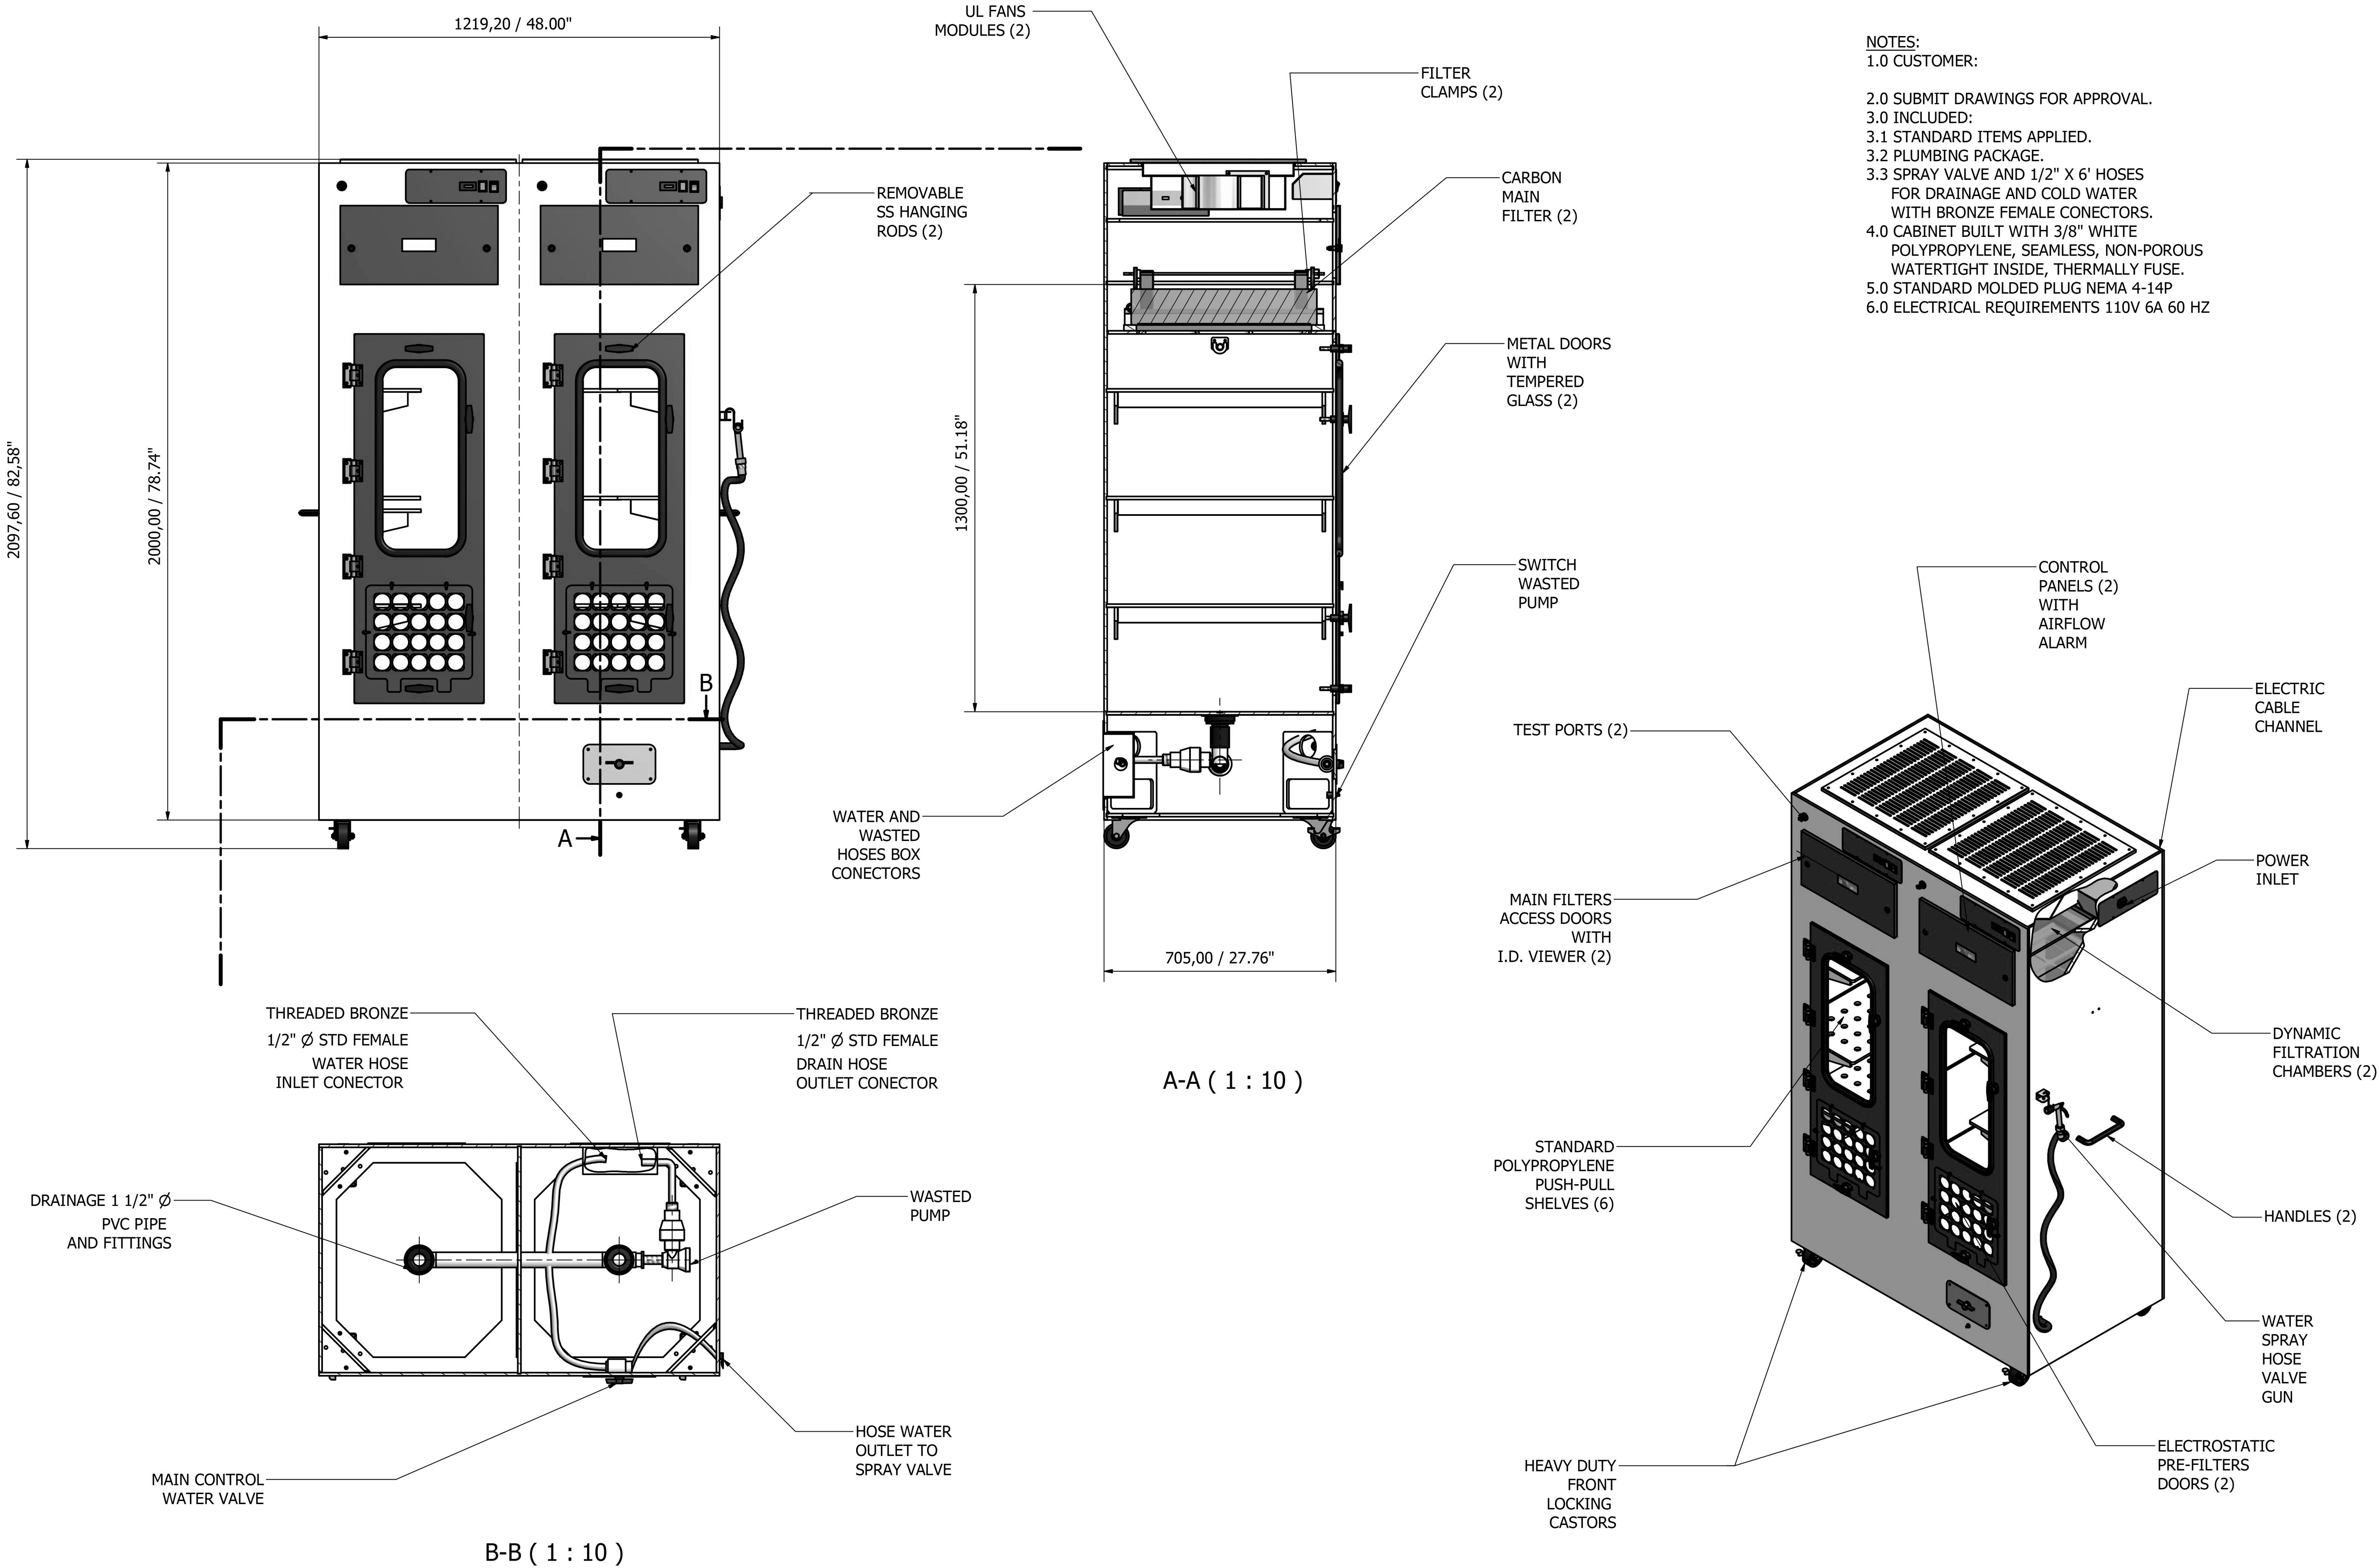 1219,20 / 48.00"
2097,60 / 82,58"
2000,00 / 78.74"
REMOVABLE
SS HANGING
RODS (2)
B
A
UL FANS
MODULES (2)
FILTER
CLAMPS (2)
CARBON
MAIN
FILTER (2)
1300,00 / 51.18"
METAL DOORS
WITH
TEMPERED
GLASS (2)
SWITCH
WASTED
PUMP
WATER AND
WASTED
HOSES BOX
CONECTORS
705,00 / 27.76"
A-A ( 1 : 10 )
NOTES:
1.0 CUSTOMER:
2.0 SUBMIT DRAWINGS FOR APPROVAL.
3.0 INCLUDED:
3.1 STANDARD ITEMS APPLIED.
3.2 PLUMBING PACKAGE.
3.3 SPRAY VALVE AND 1/2" X 6' HOSES
FOR DRAINAGE AND COLD WATER
WITH BRONZE FEMALE CONECTORS.
4.0 CABINET BUILT WITH 3/8" WHITE
POLYPROPYLENE, SEAMLESS, NON-POROUS
WATERTIGHT INSIDE, THERMALLY FUSE.
5.0 STANDARD MOLDED PLUG NEMA 4-14P
6.0 ELECTRICAL REQUIREMENTS 110V 6A 60 HZ
THREADED BRONZE
1/2" Ø STD FEMALE
WATER HOSE
INLET CONECTOR
THREADED BRONZE
1/2" Ø STD FEMALE
DRAIN HOSE
OUTLET CONECTOR
DRAINAGE 1 1/2" Ø
PVC PIPE
AND FITTINGS
WASTED
PUMP
MAIN CONTROL
WATER VALVE
HOSE WATER
OUTLET TO
SPRAY VALVE
B-B ( 1 : 10 )
CONTROL
PANELS (2)
WITH
AIRFLOW
ALARM
ELECTRIC
CABLE
CHANNEL
TEST PORTS (2)
POWER
INLET
MAIN FILTERS
ACCESS DOORS
WITH
I.D. VIEWER (2)
DYNAMIC
FILTRATION
CHAMBERS (2)
STANDARD
POLYPROPYLENE
PUSH-PULL
SHELVES (6)
HANDLES (2)
WATER
SPRAY
HOSE
VALVE
GUN
ELECTROSTATIC
PRE-FILTERS
DOORS (2)
HEAVY DUTY
FRONT
LOCKING
CASTORS